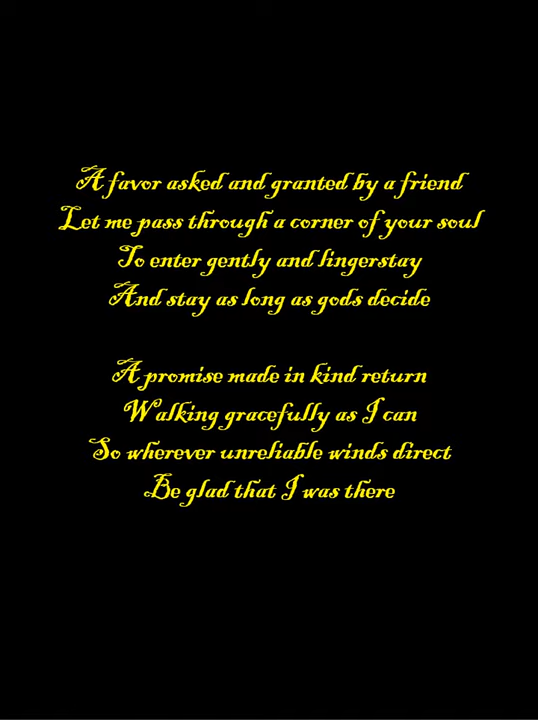 A favor asked and granted by a friend
Let me pass through a corner of your soul
To enter gently and lingerstay
And stay as long as gods decide
A promise made in kind return
Walking gracefully as I can
So wherever unreliable winds direct
Be glad that I was there